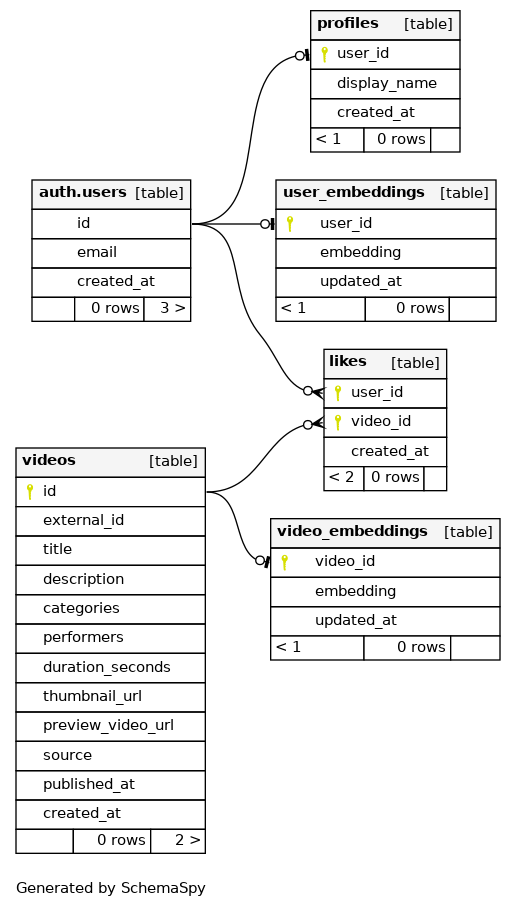 profiles [table]
user_id
display_name
created_at
< 1 0 rows
auth.users [table]
id
email
created_at
0 rows 3 >
user_embeddings [table]
user_id
embedding
updated_at
< 1 0 rows
likes [table]
user_id
video_id
created_at
< 2 0 rows
videos [table]
id
external_id
title
description
categories
performers
duration_seconds
thumbnail_url
preview_video_url
source
published_at
created_at
0 rows 2 >
video_embeddings [table]
video_id
embedding
updated_at
< 1 0 rows
Generated by SchemaSpy